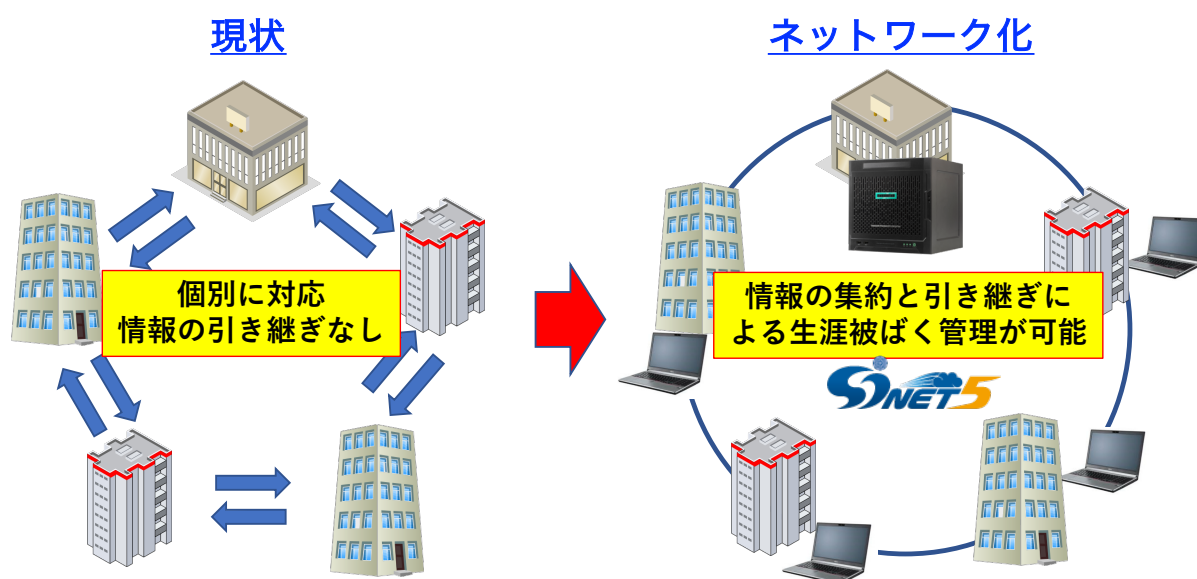 現状
ネットワーク化
個別に対応
情報の引き継ぎなし
情報の集約と引き継ぎに
よる生涯被ばく管理が可能
SINET5